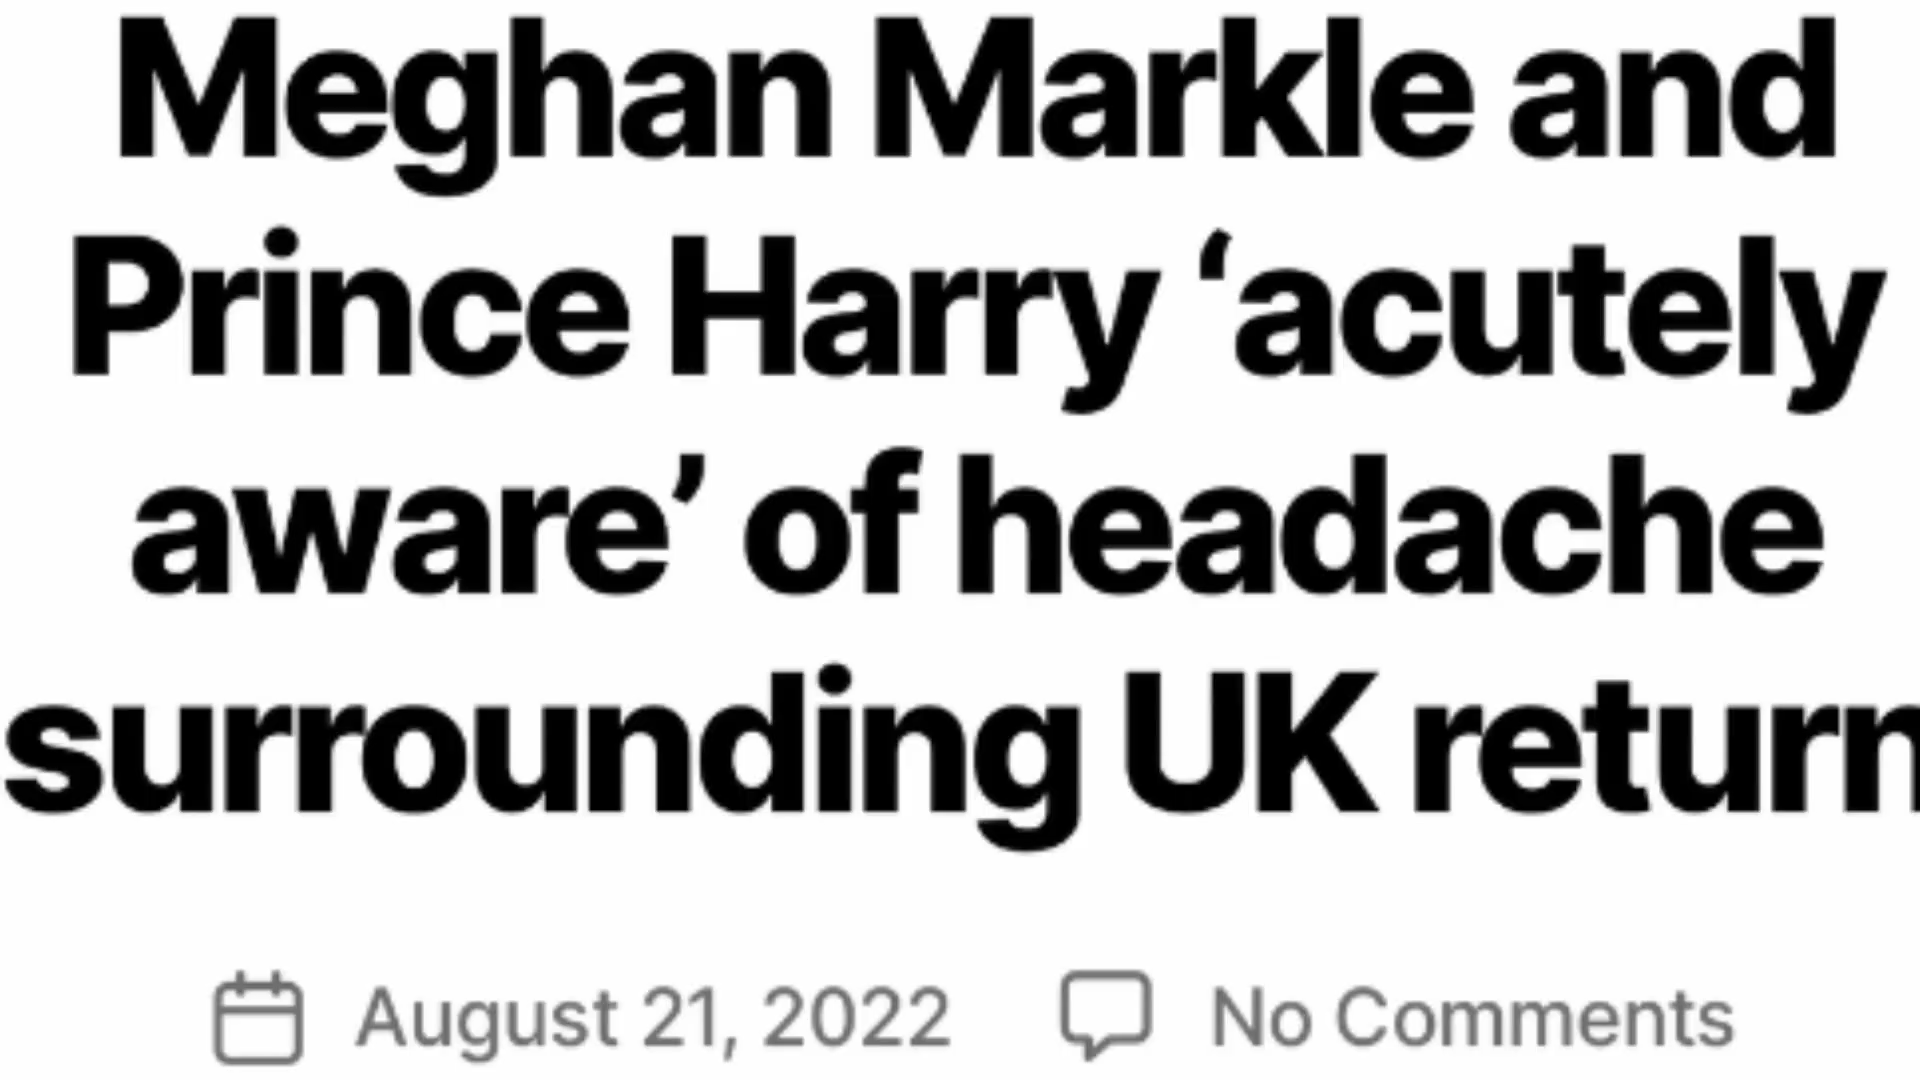 Meghan Markle and
Prince Harry ‘acutely
aware’ of headache
surrounding UK return
August 21, 2022 No Comments